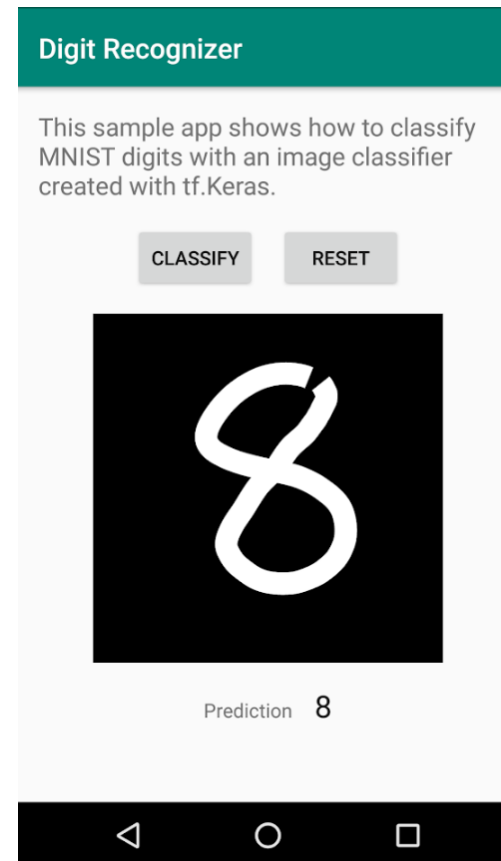 Digit Recognizer
This sample app shows how to classify
MNIST digits with an image classifier
created with tf.Keras.
CLASSIFY RESET
8
Prediction 8